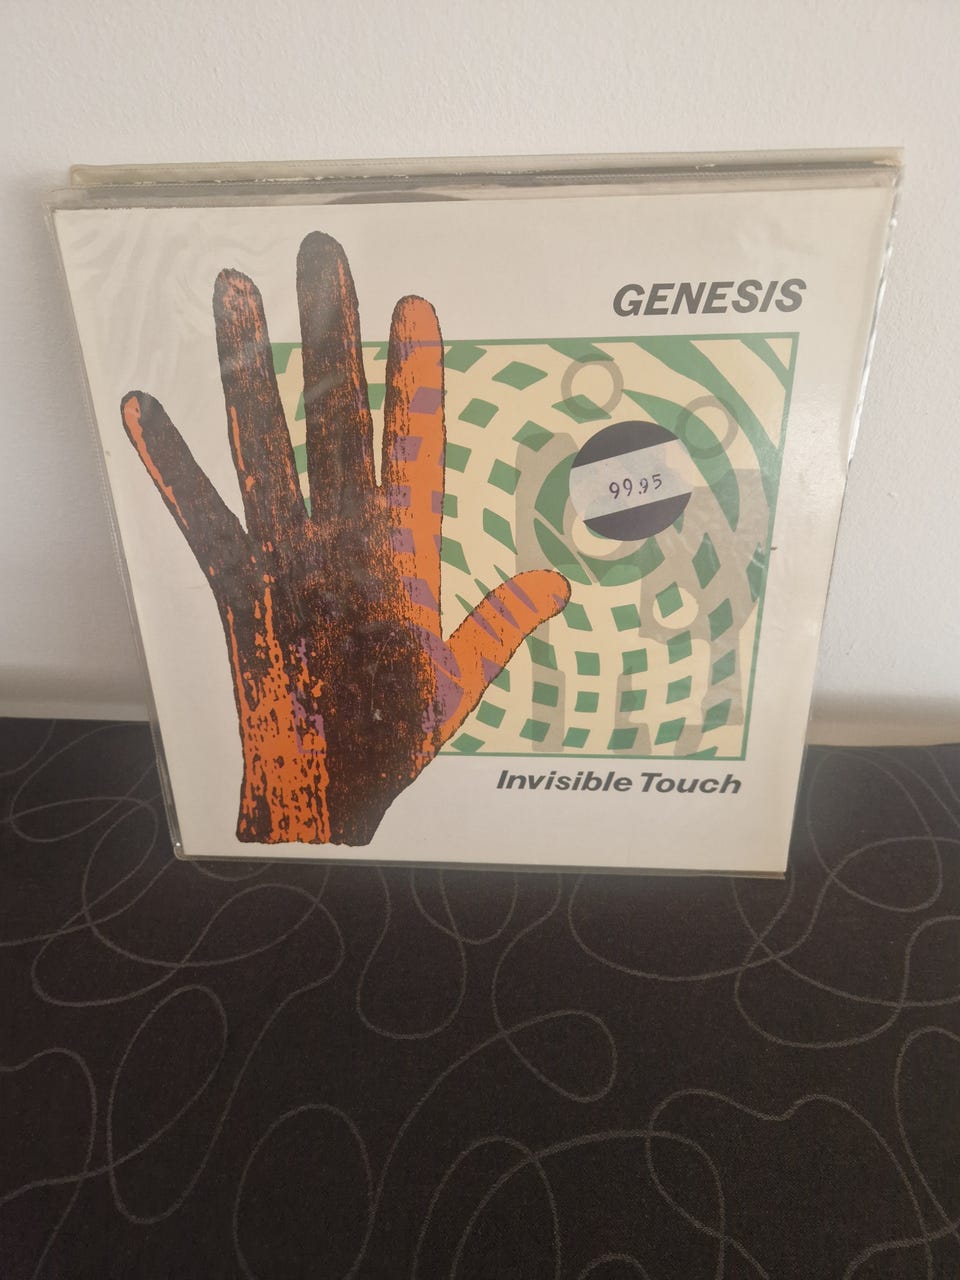 GENESIS
99.95
Invisible Touch